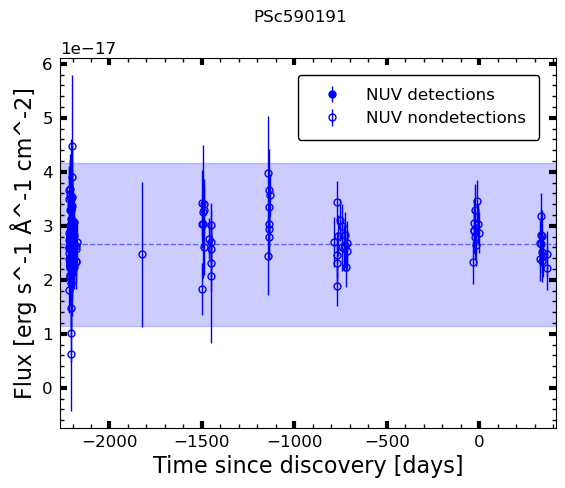 PSc590191
1e−17
NUV detections
NUV nondetections
6
5
4
3
2
1
0
Flux [erg s^-1 Å^-1 cm^-2]
−2000 −1500 −1000 −500 0
Time since discovery [days]